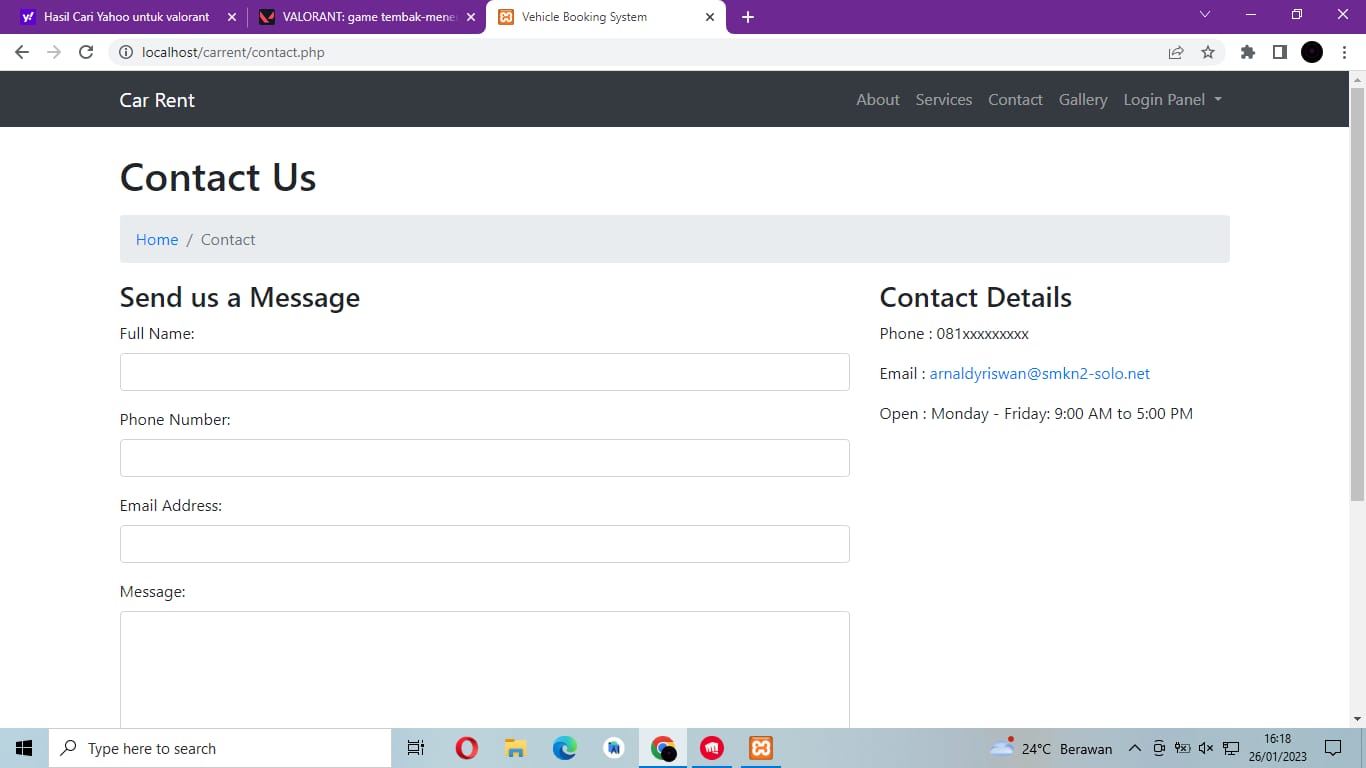 Hasil Cari Yahoo untuk valorant
VALORANT: game tembak-mene
Vehicle Booking System
localhost/carrent/contact.php
Car Rent
About Services Contact Gallery Login Panel
Contact Us
Home / Contact
Send us a Message
Full Name:
Phone Number:
Email Address:
Message:
Contact Details
Phone : 081xxxxxxxxx
Email : arnaldyriswan@smkn2-solo.net
Open : Monday - Friday: 9:00 AM to 5:00 PM
Type here to search
24°C Berawan
16:18
26/01/2023